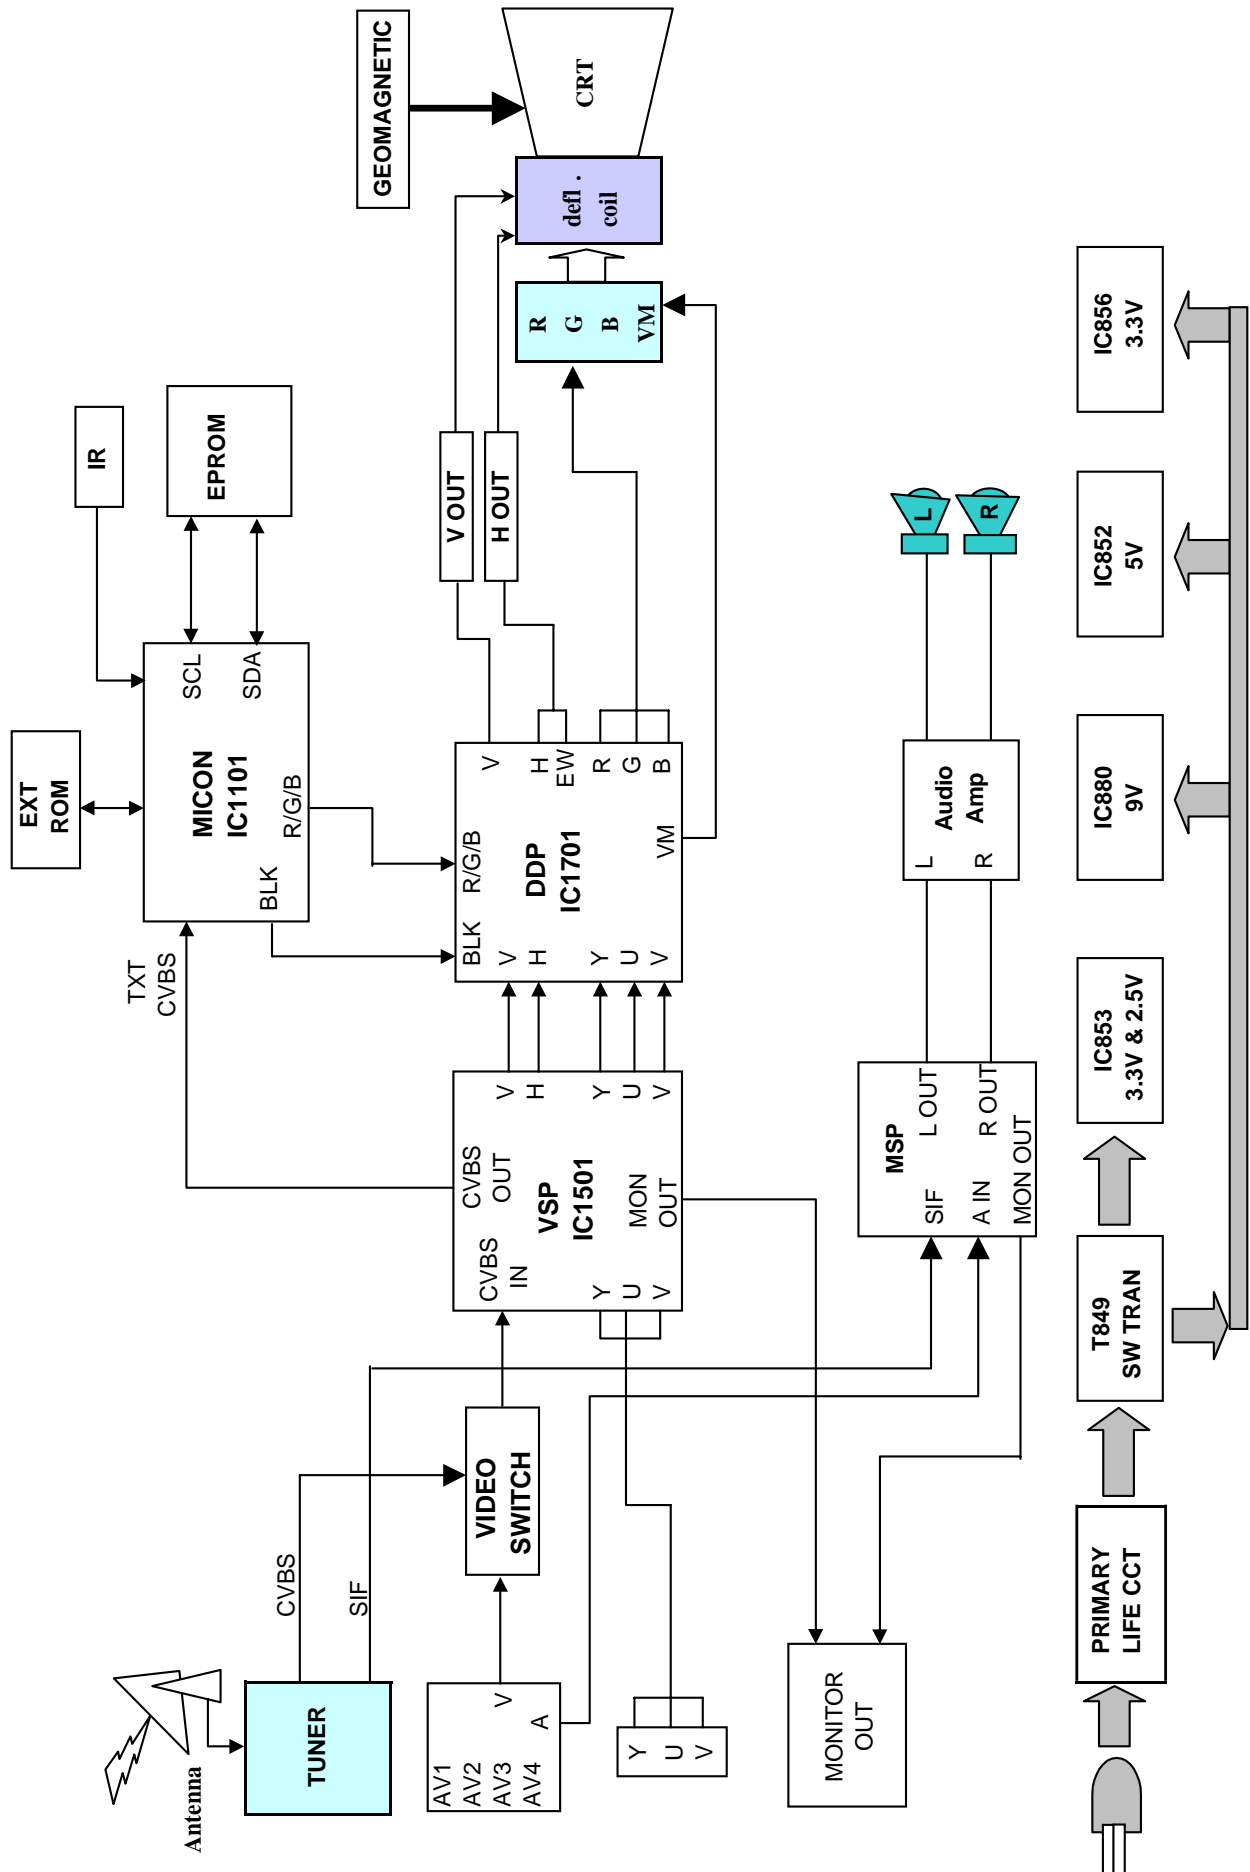 Antenna
TUNER
CVBS
SIF
AV1
AV2
AV3
AV4
V
A
VIDEO
SWITCH
Y
U
V
MONITOR
OUT
TXT
CVBS
CVBS
IN
CVBS
OUT
VSP
IC1501
Y
U
V
MON
OUT
V
H
Y
U
V
EXT
ROM
IR
EPROM
MICON
IC1101
SCL
SDA
BLK
R/G/B
BLK
R/G/B
DDP
IC1701
V
H
Y
U
V
V
H
EW
R
G
B
VM
V OUT
H OUT
R
G
B
VM
defl .
coil
CRT
GEOMAGNETIC
MSP
SIF
A IN
MON OUT
L OUT
R OUT
Audio
Amp
L
R
L
R
PRIMARY
LIFE CCT
T849
SW TRAN
IC853
3.3V & 2.5V
IC880
9V
IC852
5V
IC856
3.3V